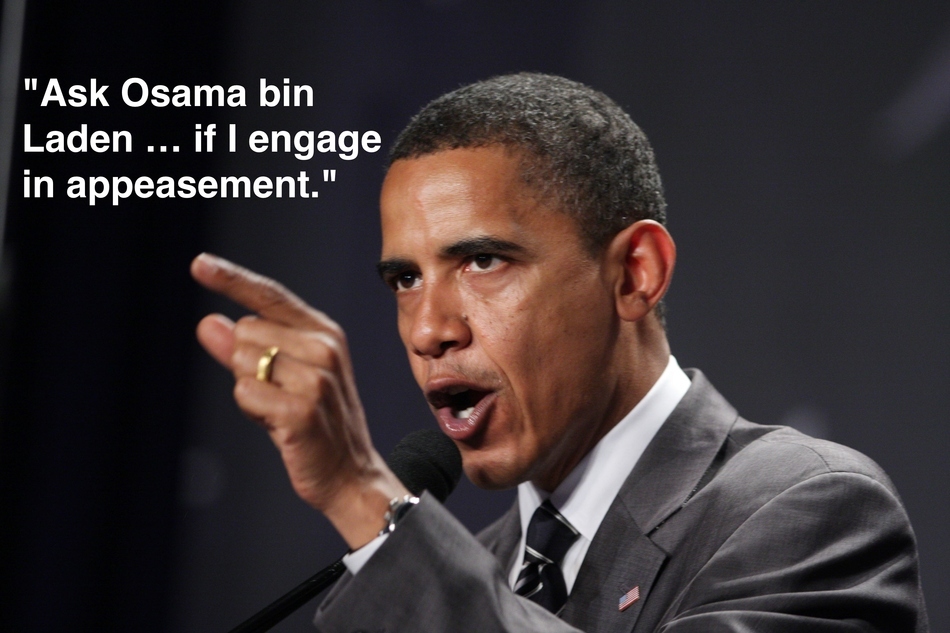 "Ask Osama bin
Laden … if I engage
in appeasement."